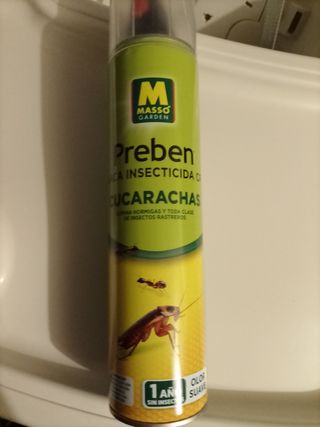 M
MASSÓ
GARDEN
Preben
INSECTICIDA
CUCARACHAS
HORMIGAS Y TODA CLASE
DE INSECTOS RASTREROS
1 AÑO
SIN INSECTOS
OLOR
SUAVE